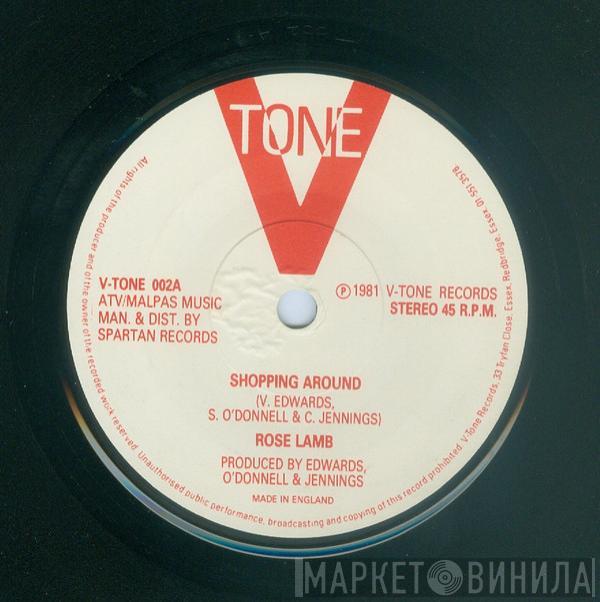 TONE
V-TONE 002A
ATV/MALPAS MUSIC
MAN. & DIST. BY
SPARTAN RECORDS
℗ 1981 V-TONE RECORDS
STEREO 45 R.P.M.
SHOPPING AROUND
(V. EDWARDS,
S. O'DONNELL & C. JENNINGS)
ROSE LAMB
PRODUCED BY EDWARDS,
O'DONNELL & JENNINGS
MADE IN ENGLAND
All rights of the producer and of the owner of the recorded work reserved. Unauthorised public performance, broadcasting and copying of this record prohibited. V-Tone Records, 33 Tryfan Close, Essex, Redbridge, Essex. 01-551 3578
МАРКЕТ ВИНИЛА